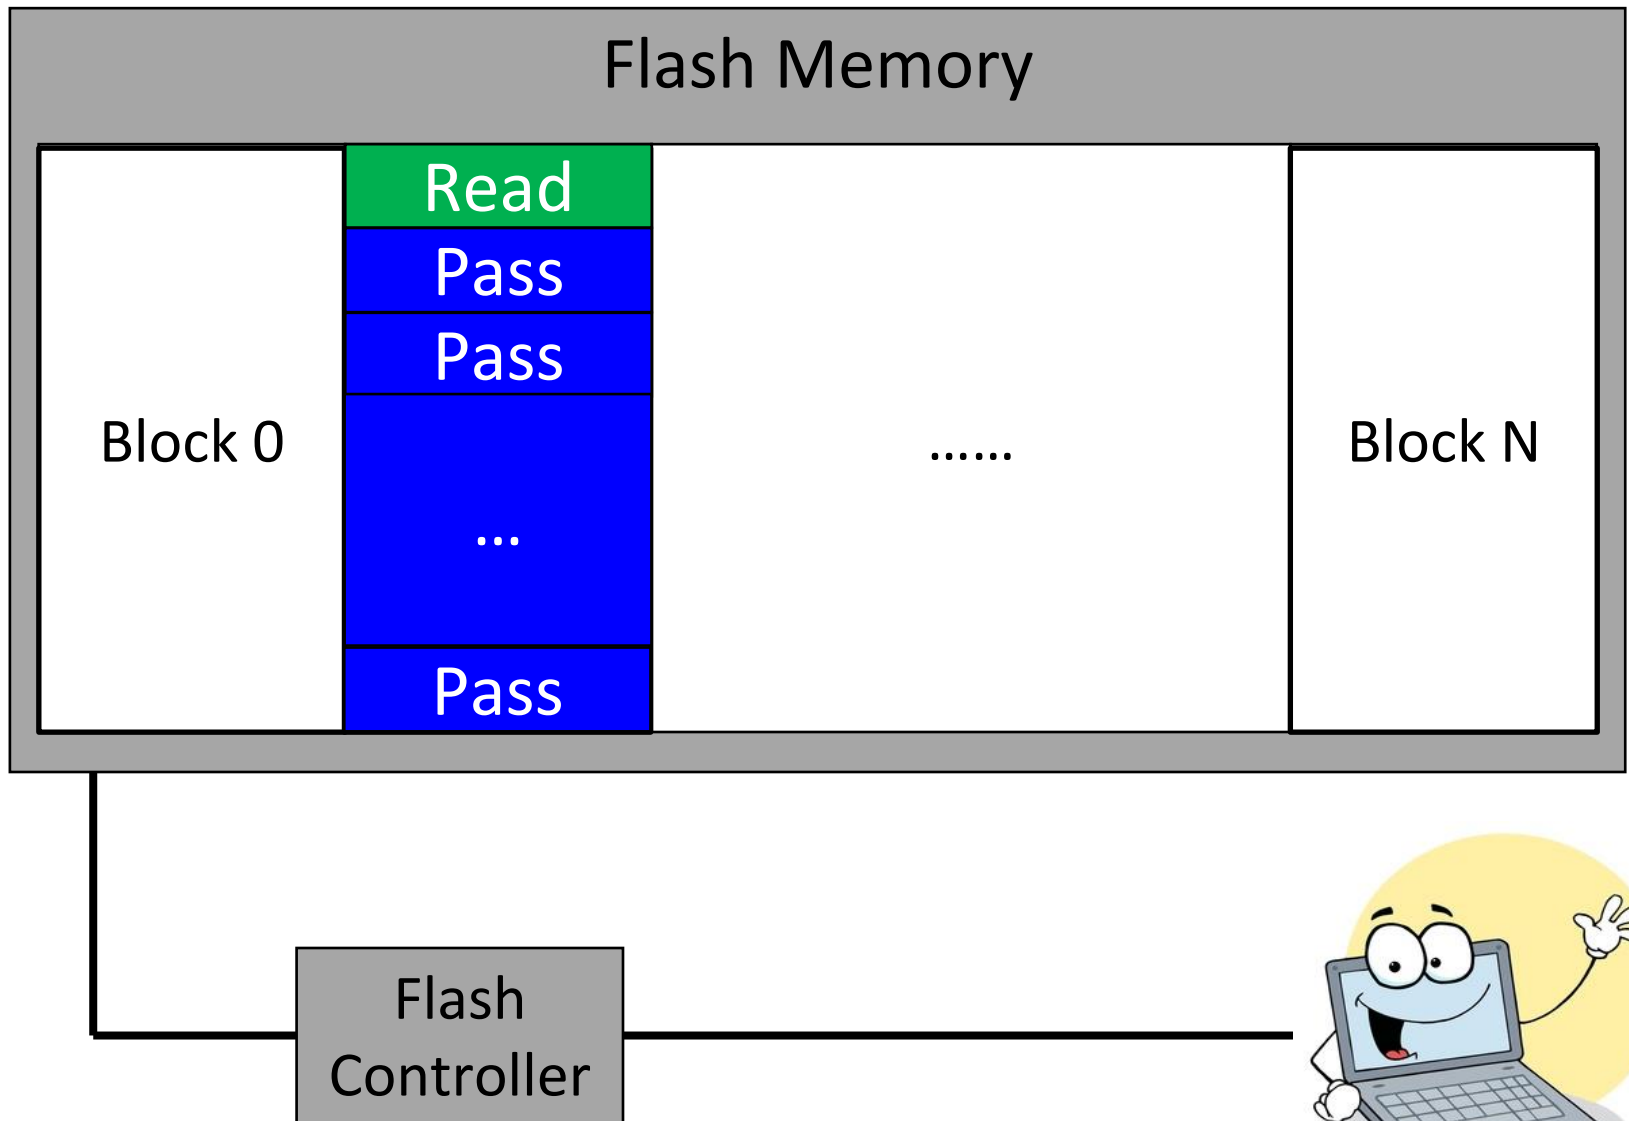 Flash Memory
Read
Pass
Pass
Block 0
……
Block N
…
Pass
Flash
Controller